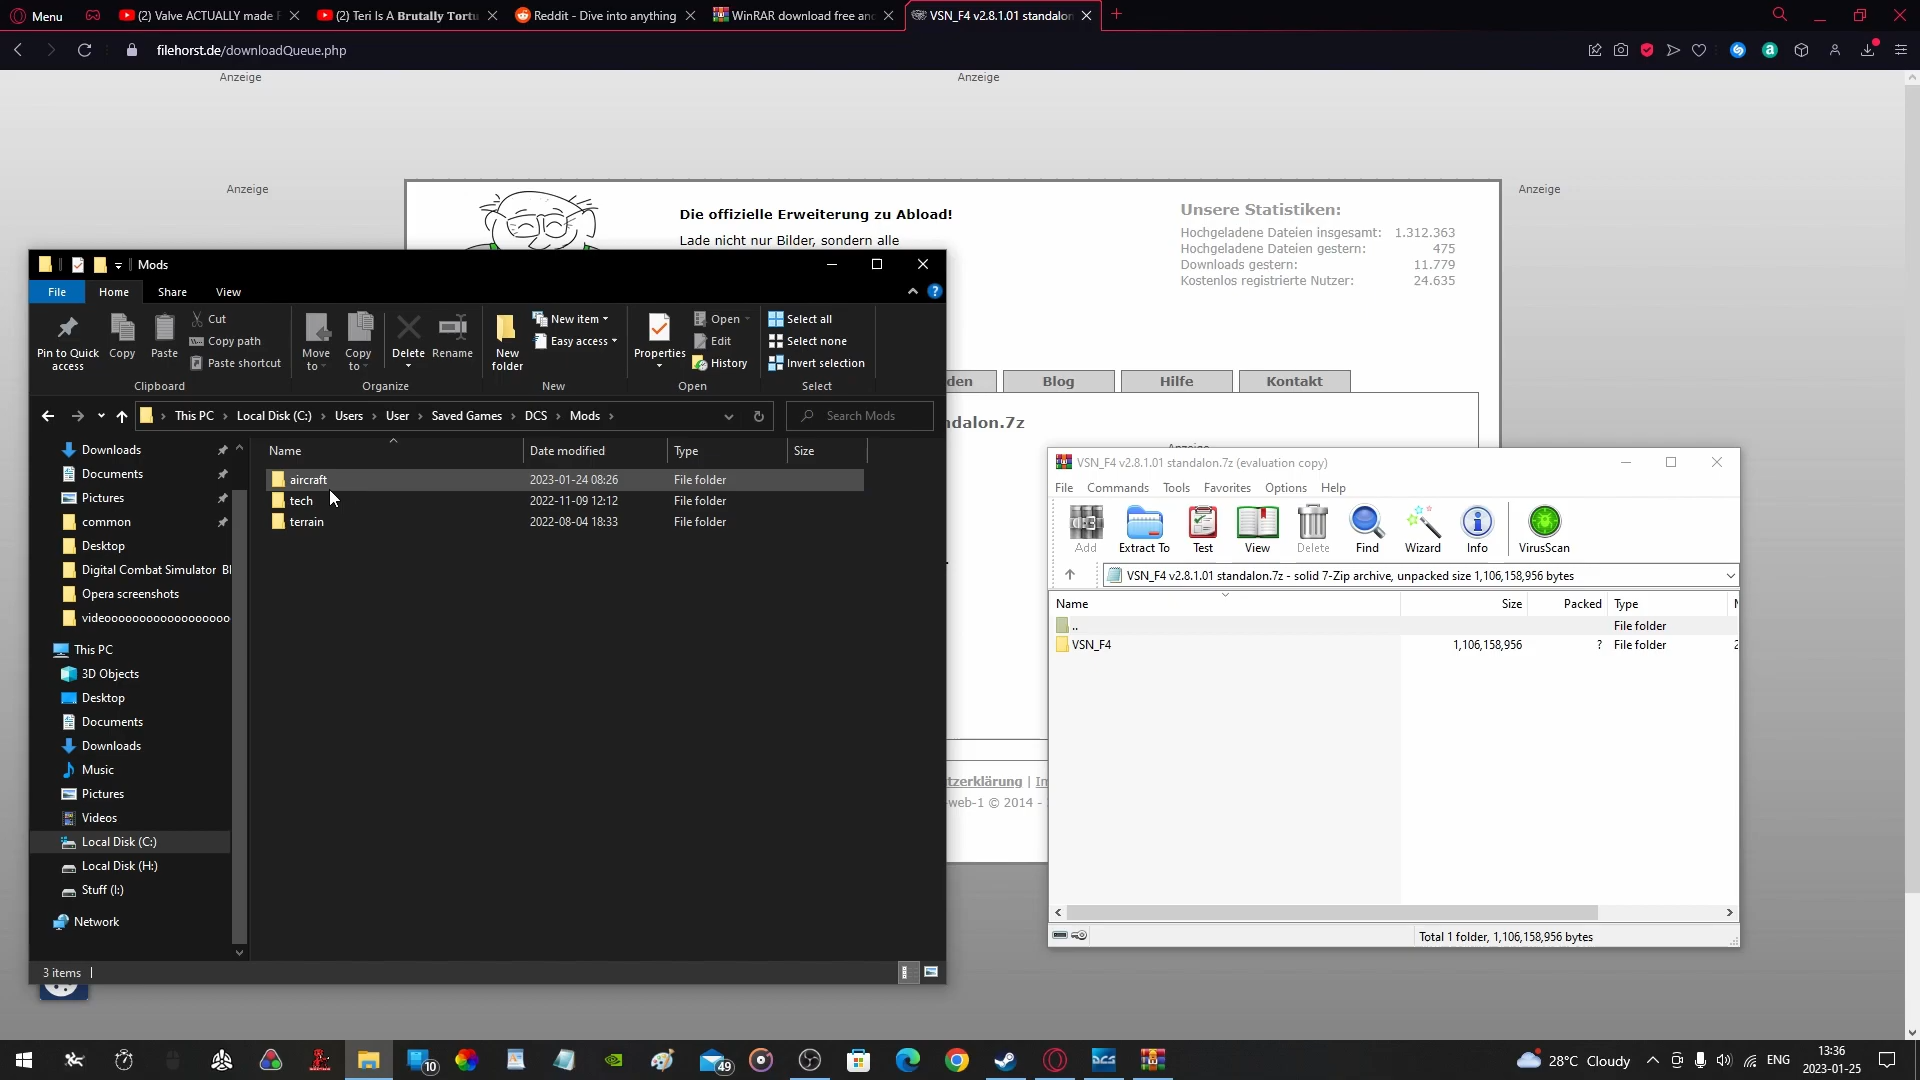 Menu
(2) Valve ACTUALLY made
(2) Teri Is A Brutally Tortu
Reddit - Dive into anything
WinRAR download free and
VSN_F4 v2.8.1.01 standalon
filehorst.de/downloadQueue.php
Anzeige
Anzeige
Anzeige
Anzeige
Die offizielle Erweiterung zu Abload!
Lade nicht nur Bilder, sondern alle
Unsere Statistiken:
Hochgeladene Dateien insgesamt: 1.312.363
Hochgeladene Dateien gestern: 475
Downloads gestern: 11.779
Kostenlos registrierte Nutzer: 24.635
den
Blog
Hilfe
Kontakt
ndalon.7z
tzerklärung | Im
-web-1 © 2014 -
Mods
File
Home
Share
View
Pin to Quick access
Copy
Paste
Cut
Copy path
Paste shortcut
Clipboard
Move to
Copy to
Delete
Rename
Organize
New folder
New item
Easy access
New
Properties
Open
Edit
History
Open
Select all
Select none
Invert selection
Select
This PC
Local Disk (C:)
Users
User
Saved Games
DCS
Mods
Search Mods
Name
Date modified
Type
Size
aircraft 2023-01-24 08:26 File folder
tech 2022-11-09 12:12 File folder
terrain 2022-08-04 18:33 File folder
Downloads
Documents
Pictures
common
Desktop
Digital Combat Simulator Bl
Opera screenshots
videooooooooooooooooooo
This PC
3D Objects
Desktop
Documents
Downloads
Music
Pictures
Videos
Local Disk (C:)
Local Disk (H:)
Stuff (I:)
Network
3 items
VSN_F4 v2.8.1.01 standalon.7z (evaluation copy)
File
Commands
Tools
Favorites
Options
Help
Add
Extract To
Test
View
Delete
Find
Wizard
Info
VirusScan
VSN_F4 v2.8.1.01 standalon.7z - solid 7-Zip archive, unpacked size 1,106,158,956 bytes
Name
Size
Packed
Type
.. File folder
VSN_F4 1,106,158,956 ? File folder 2
Total 1 folder, 1,106,158,956 bytes
10
49
DCS
28°C Cloudy
ENG
13:36
2023-01-25